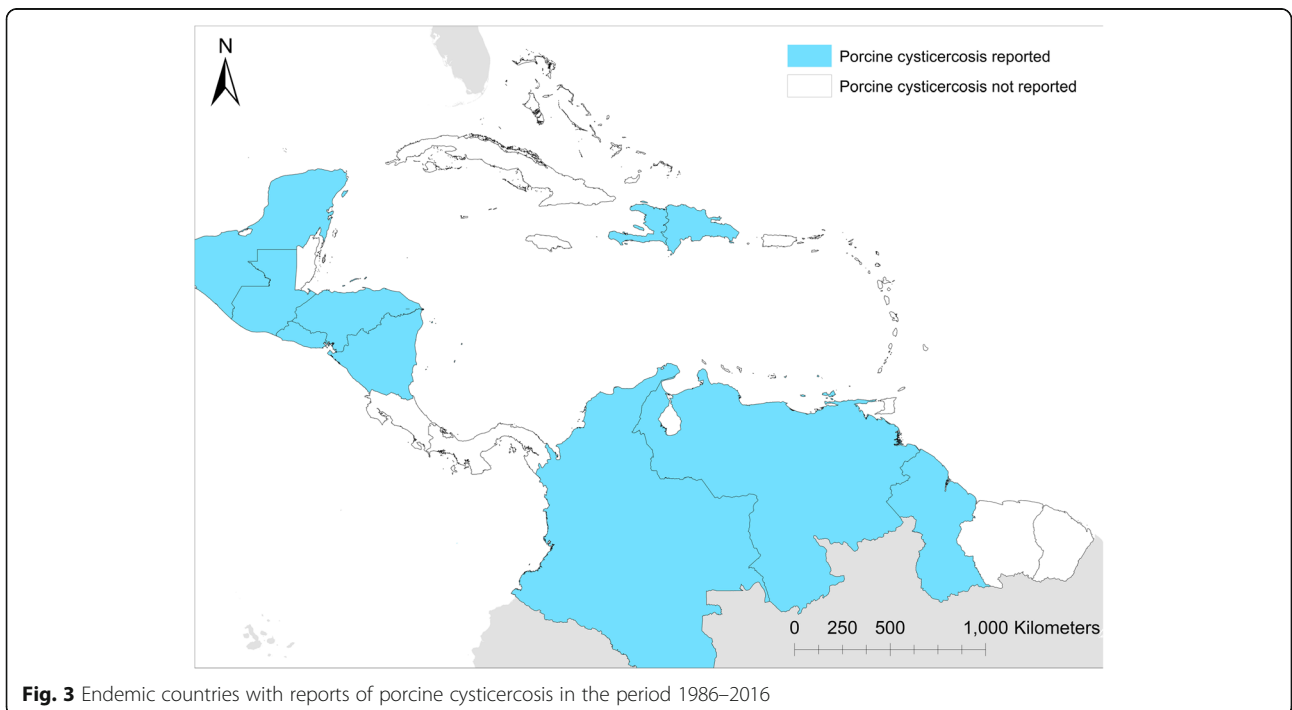 N
Porcine cysticercosis reported
Porcine cysticercosis not reported
0 250 500 1,000 Kilometers
Fig. 3 Endemic countries with reports of porcine cysticercosis in the period 1986–2016